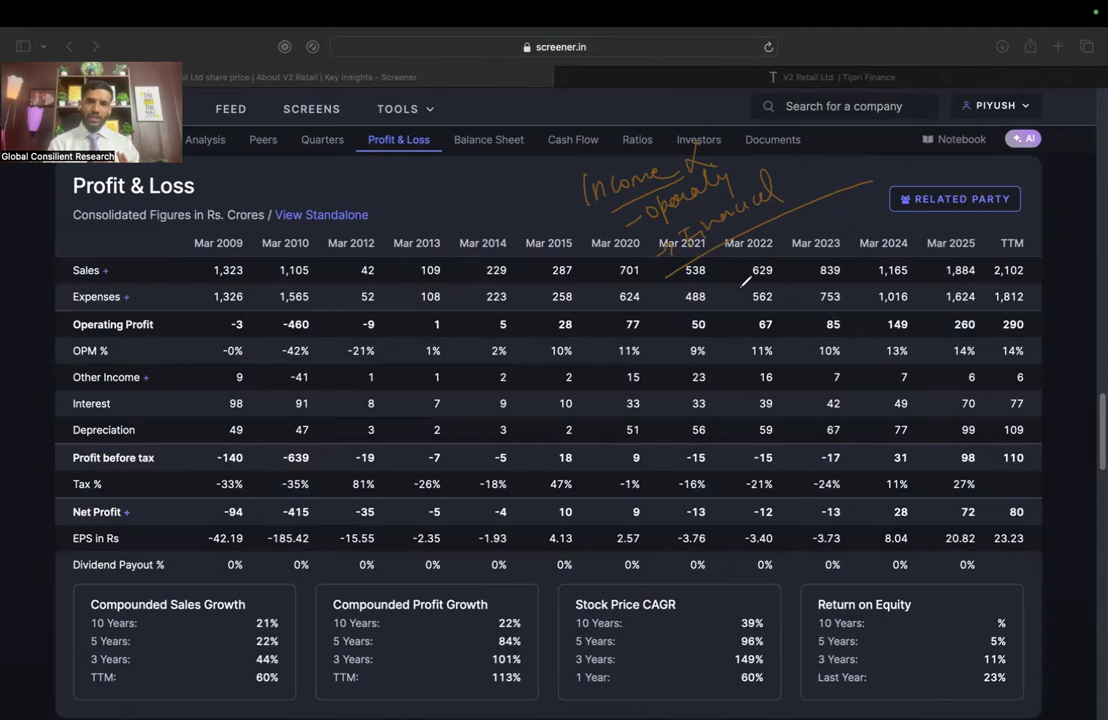 screener.in
ail Ltd share price | About V2 Retail | Key Insights - Screener
T V2 Retail Ltd. | Tijori Finance
FEED SCREENS TOOLS Search for a company PIYUSH
Analysis Peers Quarters Profit & Loss Balance Sheet Cash Flow Ratios Investors Documents Notebook AI
Global Consilient Research
Profit & Loss
Consolidated Figures in Rs. Crores / View Standalone
RELATED PARTY
Income
- operaty
Financial
Mar 2009 Mar 2010 Mar 2012 Mar 2013 Mar 2014 Mar 2015 Mar 2020 Mar 2021 Mar 2022 Mar 2023 Mar 2024 Mar 2025 TTM
Sales + 1,323 1,105 42 109 229 287 701 538 629 839 1,165 1,884 2,102
Expenses + 1,326 1,565 52 108 223 258 624 488 562 753 1,016 1,624 1,812
Operating Profit -3 -460 -9 1 5 28 77 50 67 85 149 260 290
OPM % -0% -42% -21% 1% 2% 10% 11% 9% 11% 10% 13% 14% 14%
Other Income + 9 -41 1 1 2 2 15 23 16 7 7 6 6
Interest 98 91 8 7 9 10 33 33 39 42 49 70 77
Depreciation 49 47 3 2 3 2 51 56 59 67 77 99 109
Profit before tax -140 -639 -19 -7 -5 18 9 -15 -15 -17 31 98 110
Tax % -33% -35% 81% -26% -18% 47% -1% -16% -21% -24% 11% 27%
Net Profit + -94 -415 -35 -5 -4 10 9 -13 -12 -13 28 72 80
EPS in Rs -42.19 -185.42 -15.55 -2.35 -1.93 4.13 2.57 -3.76 -3.40 -3.73 8.04 20.82 23.23
Dividend Payout % 0% 0% 0% 0% 0% 0% 0% 0% 0% 0% 0% 0%
Compounded Sales Growth
10 Years: 21%
5 Years: 22%
3 Years: 44%
TTM: 60%
Compounded Profit Growth
10 Years: 22%
5 Years: 84%
3 Years: 101%
TTM: 113%
Stock Price CAGR
10 Years: 39%
5 Years: 96%
3 Years: 149%
1 Year: 60%
Return on Equity
10 Years: %
5 Years: 5%
3 Years: 11%
Last Year: 23%